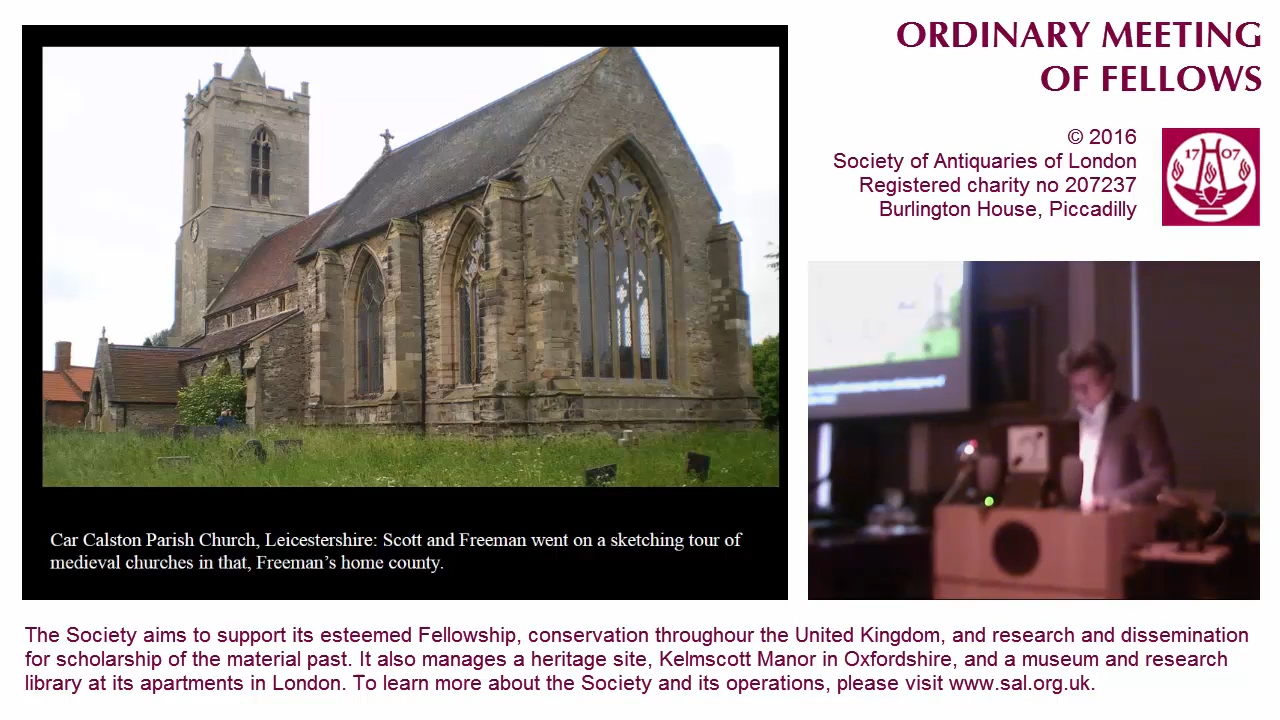 ORDINARY MEETING
OF FELLOWS
© 2016
Society of Antiquaries of London
Registered charity no 207237
Burlington House, Piccadilly
17 07
Car Calston Parish Church, Leicestershire: Scott and Freeman went on a sketching tour of
medieval churches in that, Freeman's home county.
The Society aims to support its esteemed Fellowship, conservation throughour the United Kingdom, and research and dissemination
for scholarship of the material past. It also manages a heritage site, Kelmscott Manor in Oxfordshire, and a museum and research
library at its apartments in London. To learn more about the Society and its operations, please visit www.sal.org.uk.